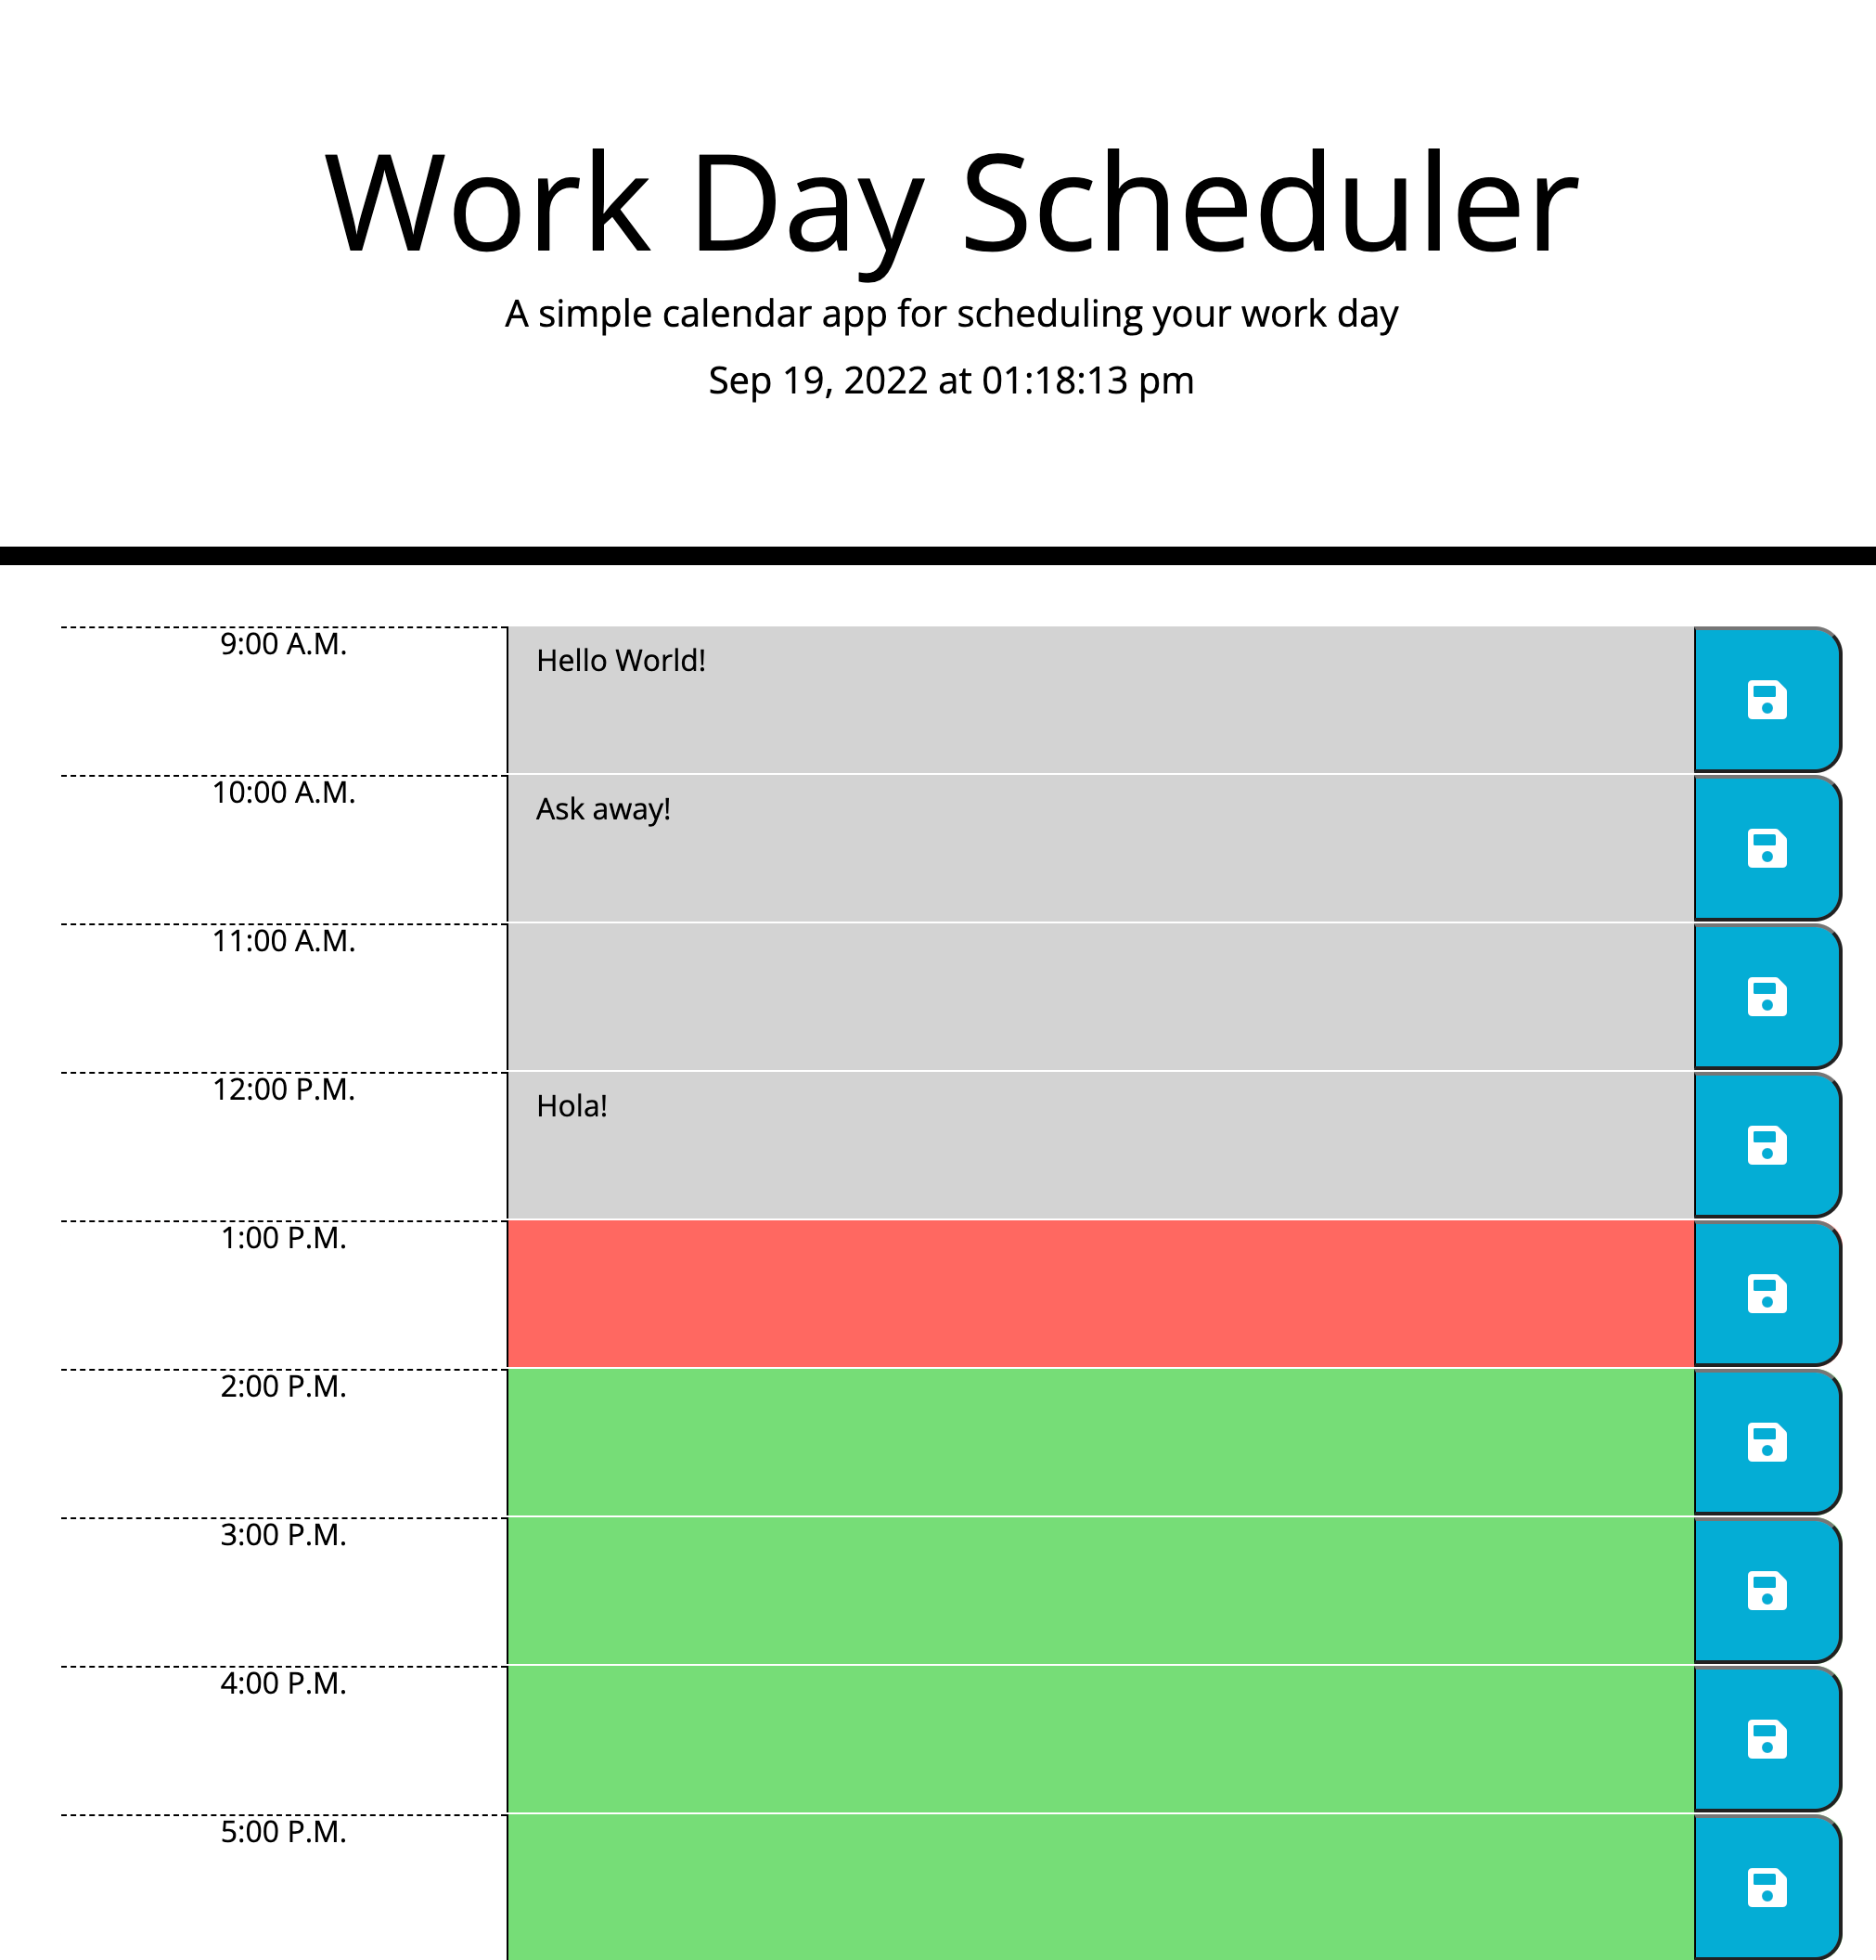 Work Day Scheduler
A simple calendar app for scheduling your work day
Sep 19, 2022 at 01:18:13 pm
9:00 A.M.
Hello World!
10:00 A.M.
Ask away!
11:00 A.M.
12:00 P.M.
Hola!
1:00 P.M.
2:00 P.M.
3:00 P.M.
4:00 P.M.
5:00 P.M.